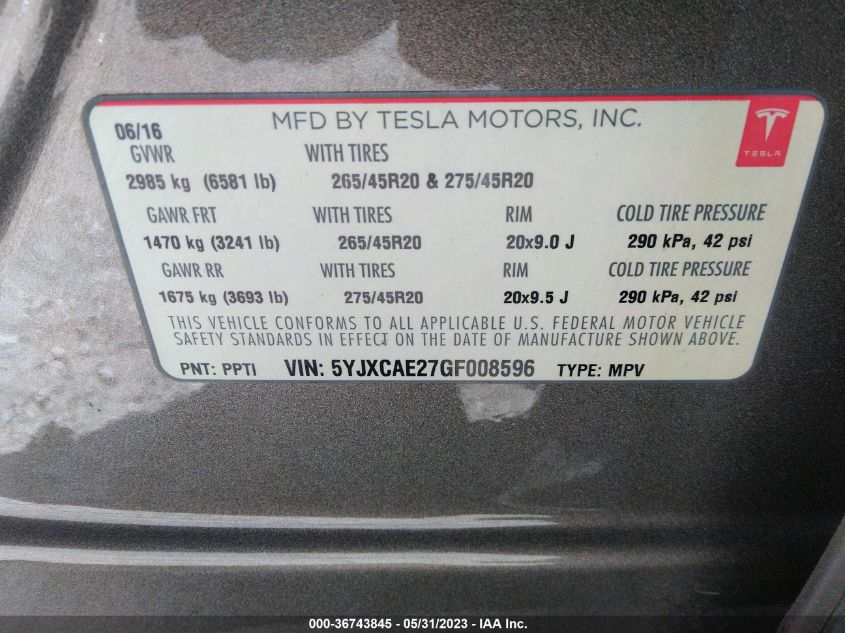 06/16 MFD BY TESLA MOTORS, INC.
TESLA
GVWR WITH TIRES
2985 kg (6581 lb) 265/45R20 & 275/45R20
GAWR FRT WITH TIRES RIM COLD TIRE PRESSURE
1470 kg (3241 lb) 265/45R20 20x9.0 J 290 kPa, 42 psi
GAWR RR WITH TIRES RIM COLD TIRE PRESSURE
1675 kg (3693 lb) 275/45R20 20x9.5 J 290 kPa, 42 psi
THIS VEHICLE CONFORMS TO ALL APPLICABLE U.S. FEDERAL MOTOR VEHICLE
SAFETY STANDARDS IN EFFECT ON THE DATE OF MANUFACTURE SHOWN ABOVE.
PNT: PPTI VIN: 5YJXCAE27GF008596 TYPE: MPV
000-36743845 - 05/31/2023 - IAA Inc.